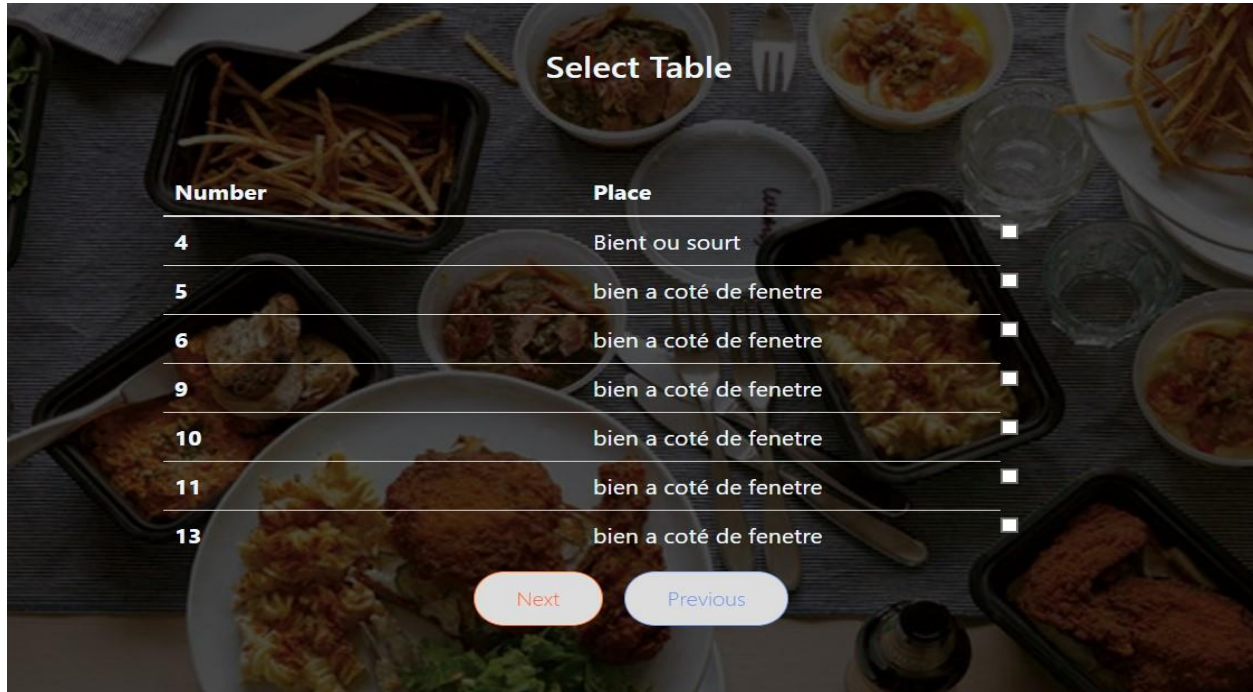 Select Table
Number Place
4 Bient ou sourt
5 bien a coté de fenetre
6 bien a coté de fenetre
9 bien a coté de fenetre
10 bien a coté de fenetre
11 bien a coté de fenetre
13 bien a coté de fenetre
Next Previous